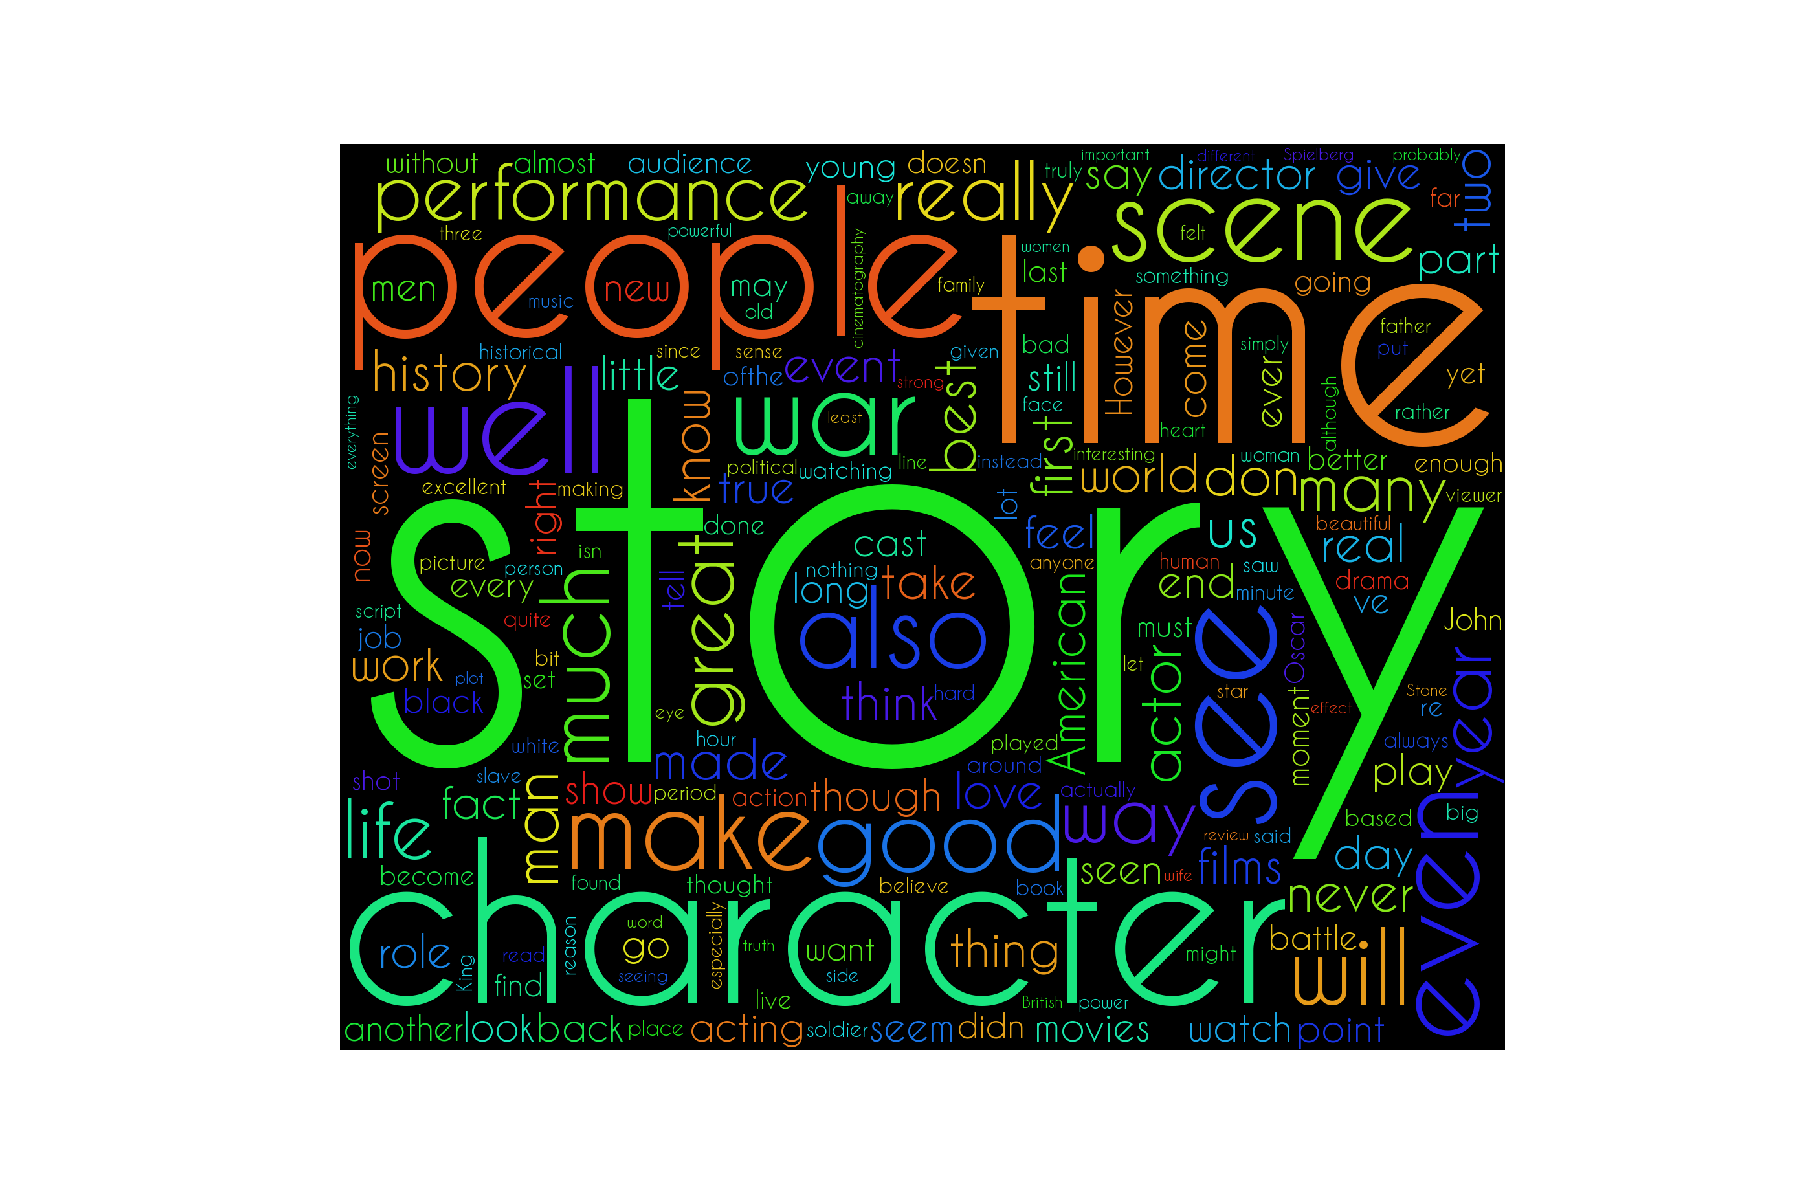 without
almost
audience
young
doesn
truly
important
different
Spielberg
probably
performance
away
really
say
director
give
far
two
three
powerful
cinematography
felt
scene
people
men
music
new
may
old
family
women
last
time
something
going
part
history
historical
little
since
sense
ofthe
event
given
strong
best
bad
still
face
However
come
simply
ever
father
put
although
rather
yet
everything
screen
well
know
war
least
political
watching
line
instead
first
heart
interesting
world
woman
don
better
many
enough
viewer
excellent
making
true
right
now
story
picture
isn
person
every
done
great
much
tell
cast
nothing
long
take
also
think
hard
lot
feel
anyone
American
human
us
end
saw
minute
beautiful
real
drama
ve
John
script
job
quite
work
bit
set
plot
black
eye
white
hour
must
let
actor
see
star
Oscar
moment
effect
Stone
re
year
always
played
around
shot
slave
made
man
show
period
action
though
love
actually
way
play
based
big
life
fact
make
good
review
said
day
become
found
thought
believe
book
seen
wife
films
never
even
character
role
King
read
find
reason
word
go
seeing
especially
truth
want
side
thing
might
battle
will
live
British
power
another
look
back
place
acting
soldier
seem
didn
movies
watch
point